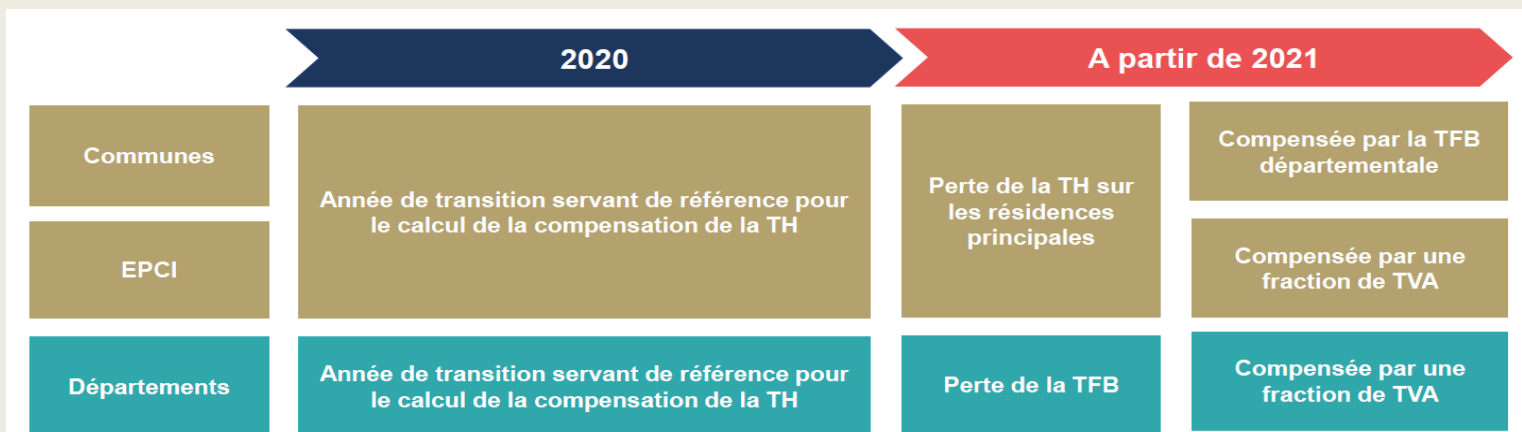 2020
A partir de 2021
Communes
Année de transition servant de référence pour
le calcul de la compensation de la TH
Perte de la TH sur
les résidences
principales
Compensée par la TFB
départementale
EPCI
Compensée par une
fraction de TVA
Départements
Année de transition servant de référence pour
le calcul de la compensation de la TH
Perte de la TFB
Compensée par une
fraction de TVA